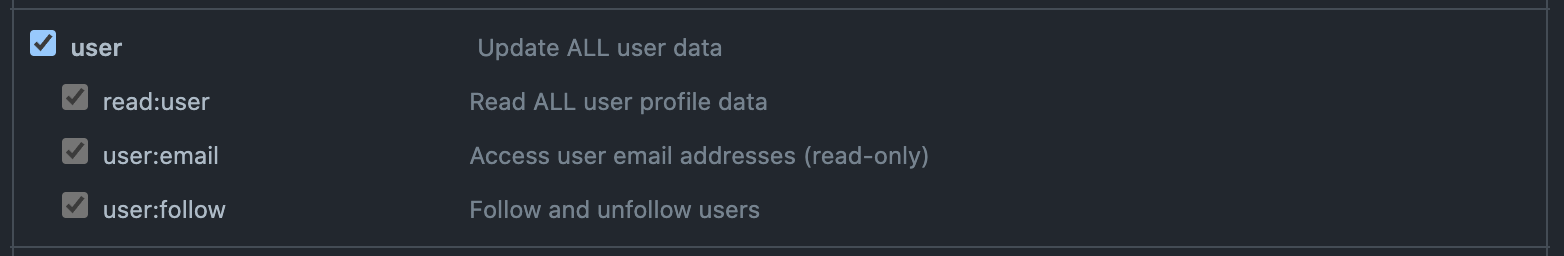 user Update ALL user data
read:user Read ALL user profile data
user:email Access user email addresses (read-only)
user:follow Follow and unfollow users